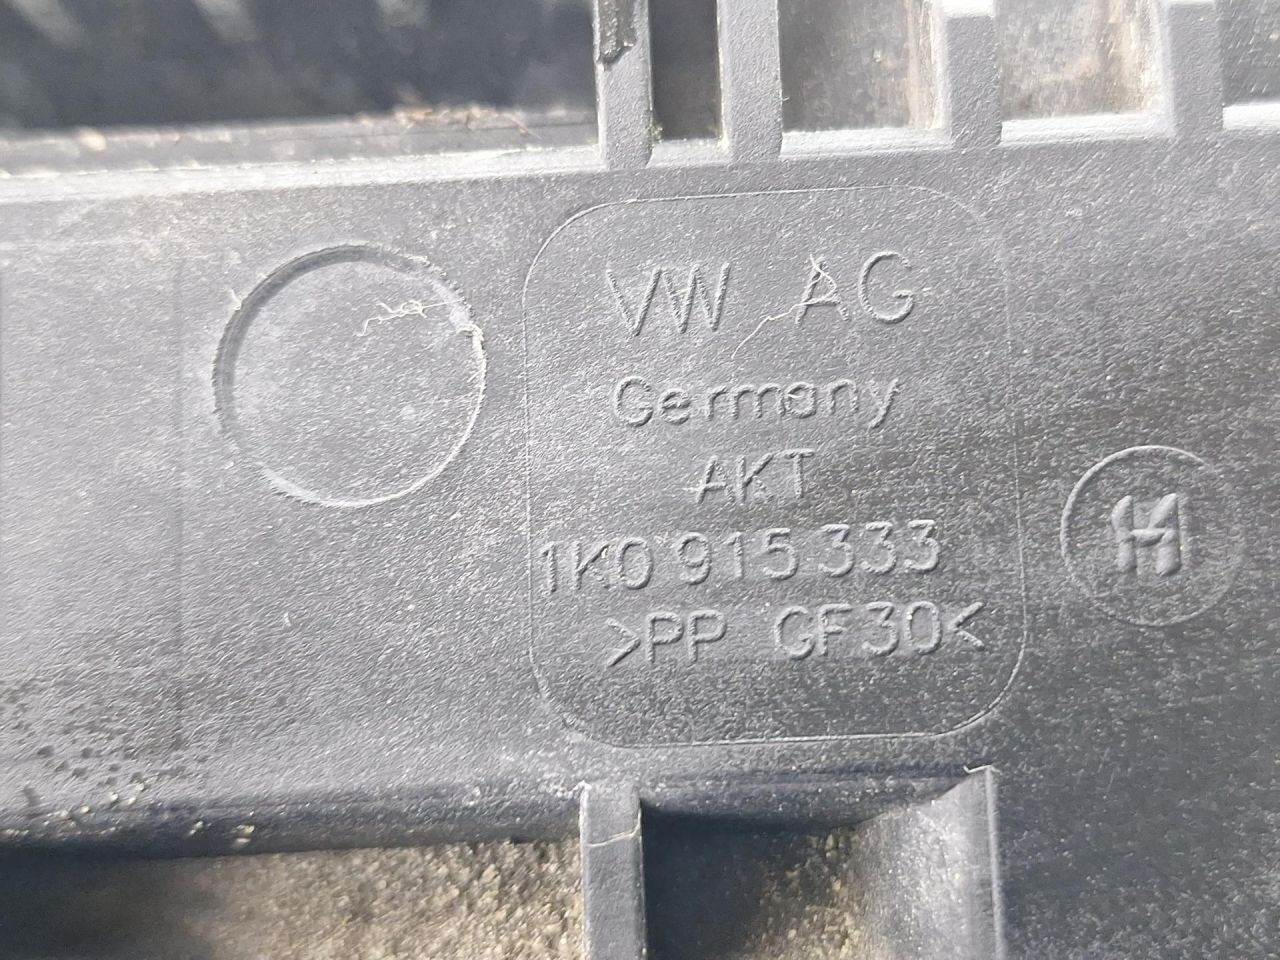 VW AG
Germany
AKT
1K0 915 333
>PP GF30<